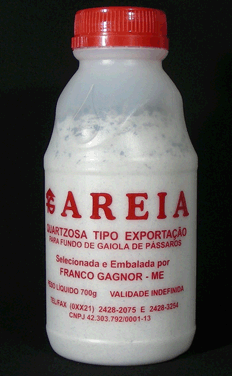 AREIA
QUARTZOSA TIPO EXPORTAÇÃO
PARA FUNDO DE GAIOLA DE PÁSSAROS
Selecionada e Embalada por
FRANCO GAGNOR - ME
PESO LÍQUIDO 700g VALIDADE INDEFINIDA
TEL/FAX (0XX21) 2428-2075 E 2428-3254
CNPJ 42.303.792/0001-13